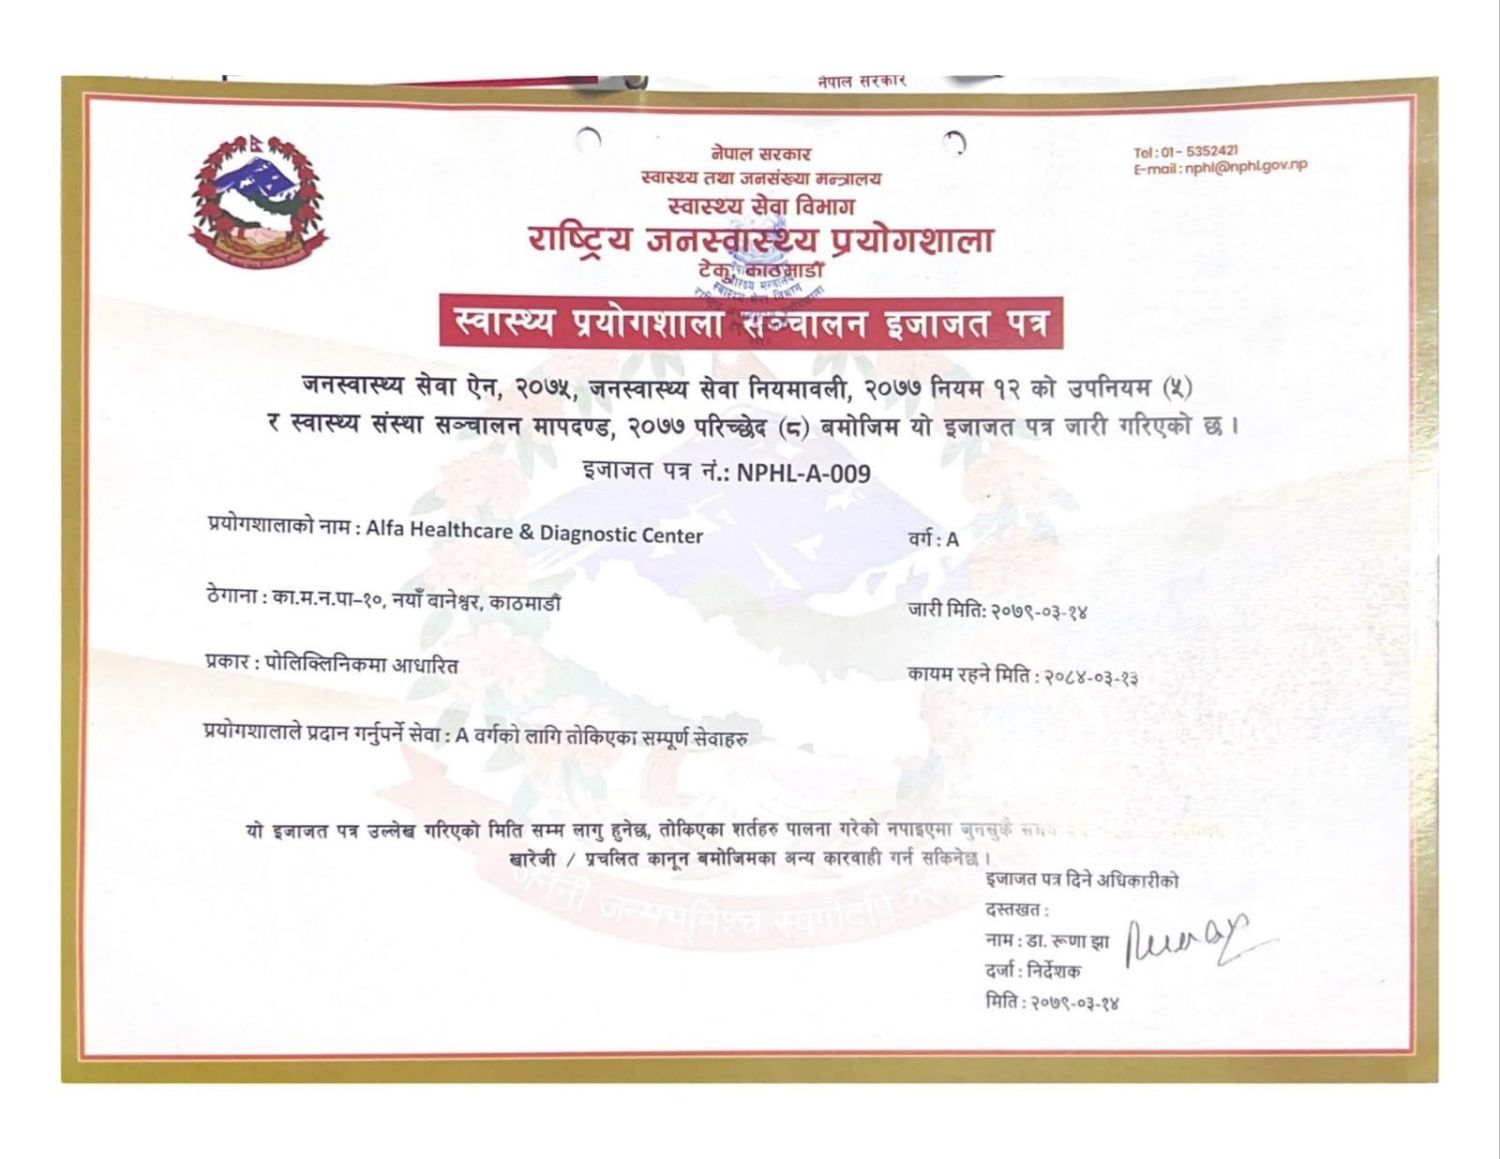 नेपाल सरकार
नेपाल सरकार
स्वास्थ्य तथा जनसंख्या मन्त्रालय
स्वास्थ्य सेवा विभाग
राष्ट्रिय जनस्वास्थ्य प्रयोगशाला
टेकु, काठमाडौं
Tel : 01 - 5352421
E-mail : nphl@nphl.gov.np
स्वास्थ्य प्रयोगशाला सञ्चालन इजाजत पत्र
जनस्वास्थ्य सेवा ऐन, २०७५, जनस्वास्थ्य सेवा नियमावली, २०७७ नियम १२ को उपनियम (५)
र स्वास्थ्य संस्था सञ्चालन मापदण्ड, २०७७ परिच्छेद (८) बमोजिम यो इजाजत पत्र जारी गरिएको छ ।
इजाजत पत्र नं.: NPHL-A-009
प्रयोगशालाको नाम : Alfa Healthcare & Diagnostic Center
वर्ग : A
ठेगाना : का.म.न.पा–१०, नयाँ बानेश्वर, काठमाडौं
जारी मिति: २०७९-०३-१४
प्रकार : पोलिक्लिनिकमा आधारित
कायम रहने मिति : २०८४-०३-१३
प्रयोगशालाले प्रदान गर्नुपर्ने सेवा : A वर्गको लागि तोकिएका सम्पूर्ण सेवाहरु
यो इजाजत पत्र उल्लेख गरिएको मिति सम्म लागु हुनेछ, तोकिएका शर्तहरु पालना गरेको नपाइएमा जुनसुकै
खारेजी / प्रचलित कानून बमोजिमका अन्य कारवाही गर्न सकिनेछ ।
जननी जन्मभूमिश्च स्वर्गादपि
इजाजत पत्र दिने अधिकारीको
दस्तखत :
नाम : डा. रूणा झा
दर्जा : निर्देशक
मिति : २०७९-०३-१४